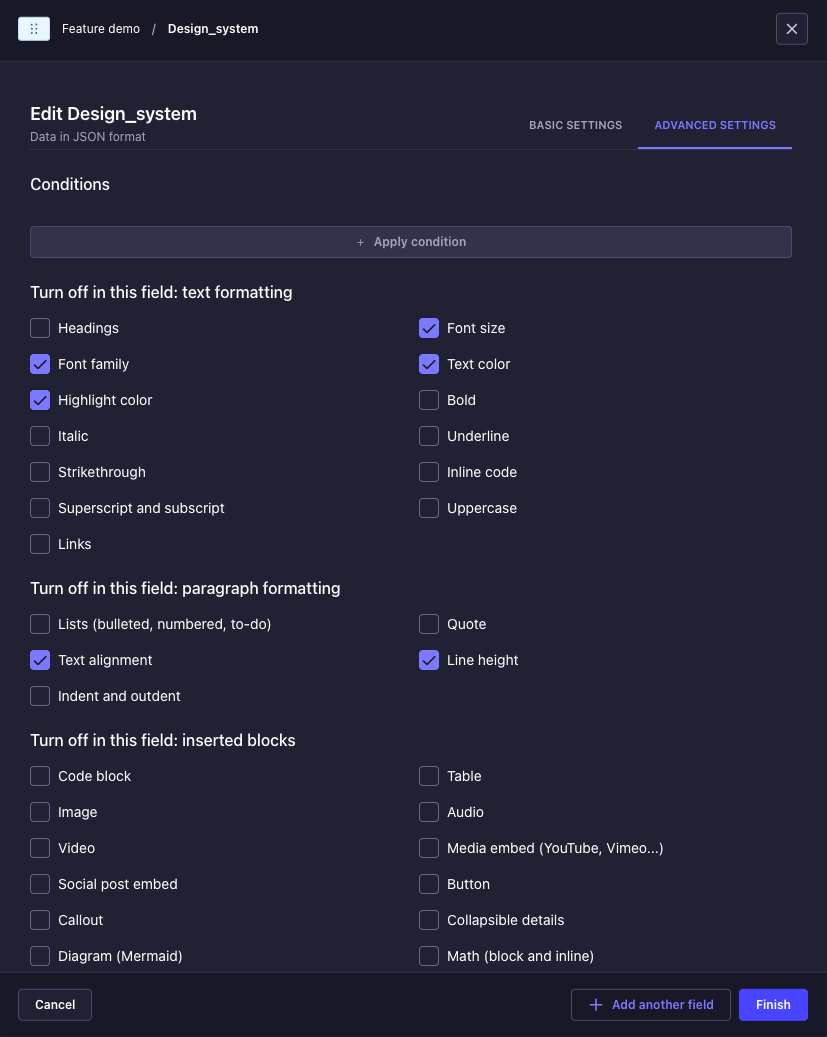 Feature demo / Design_system
Edit Design_system
Data in JSON format
BASIC SETTINGS
ADVANCED SETTINGS
Conditions
+ Apply condition
Turn off in this field: text formatting
Headings
Font size
Font family
Text color
Highlight color
Bold
Italic
Underline
Strikethrough
Inline code
Superscript and subscript
Uppercase
Links
Turn off in this field: paragraph formatting
Lists (bulleted, numbered, to-do)
Quote
Text alignment
Line height
Indent and outdent
Turn off in this field: inserted blocks
Code block
Table
Image
Audio
Video
Media embed (YouTube, Vimeo...)
Social post embed
Button
Callout
Collapsible details
Diagram (Mermaid)
Math (block and inline)
Cancel
+ Add another field
Finish